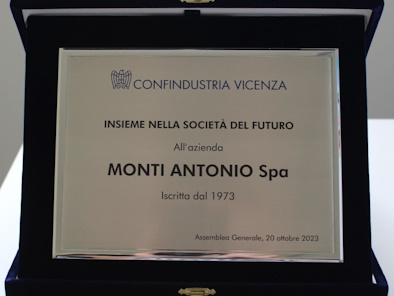 CONFINDUSTRIA VICENZA
INSIEME NELLA SOCIETÀ DEL FUTURO
All'azienda
MONTI ANTONIO Spa
Iscritta dal 1973
Assemblea Generale, 20 ottobre 2023